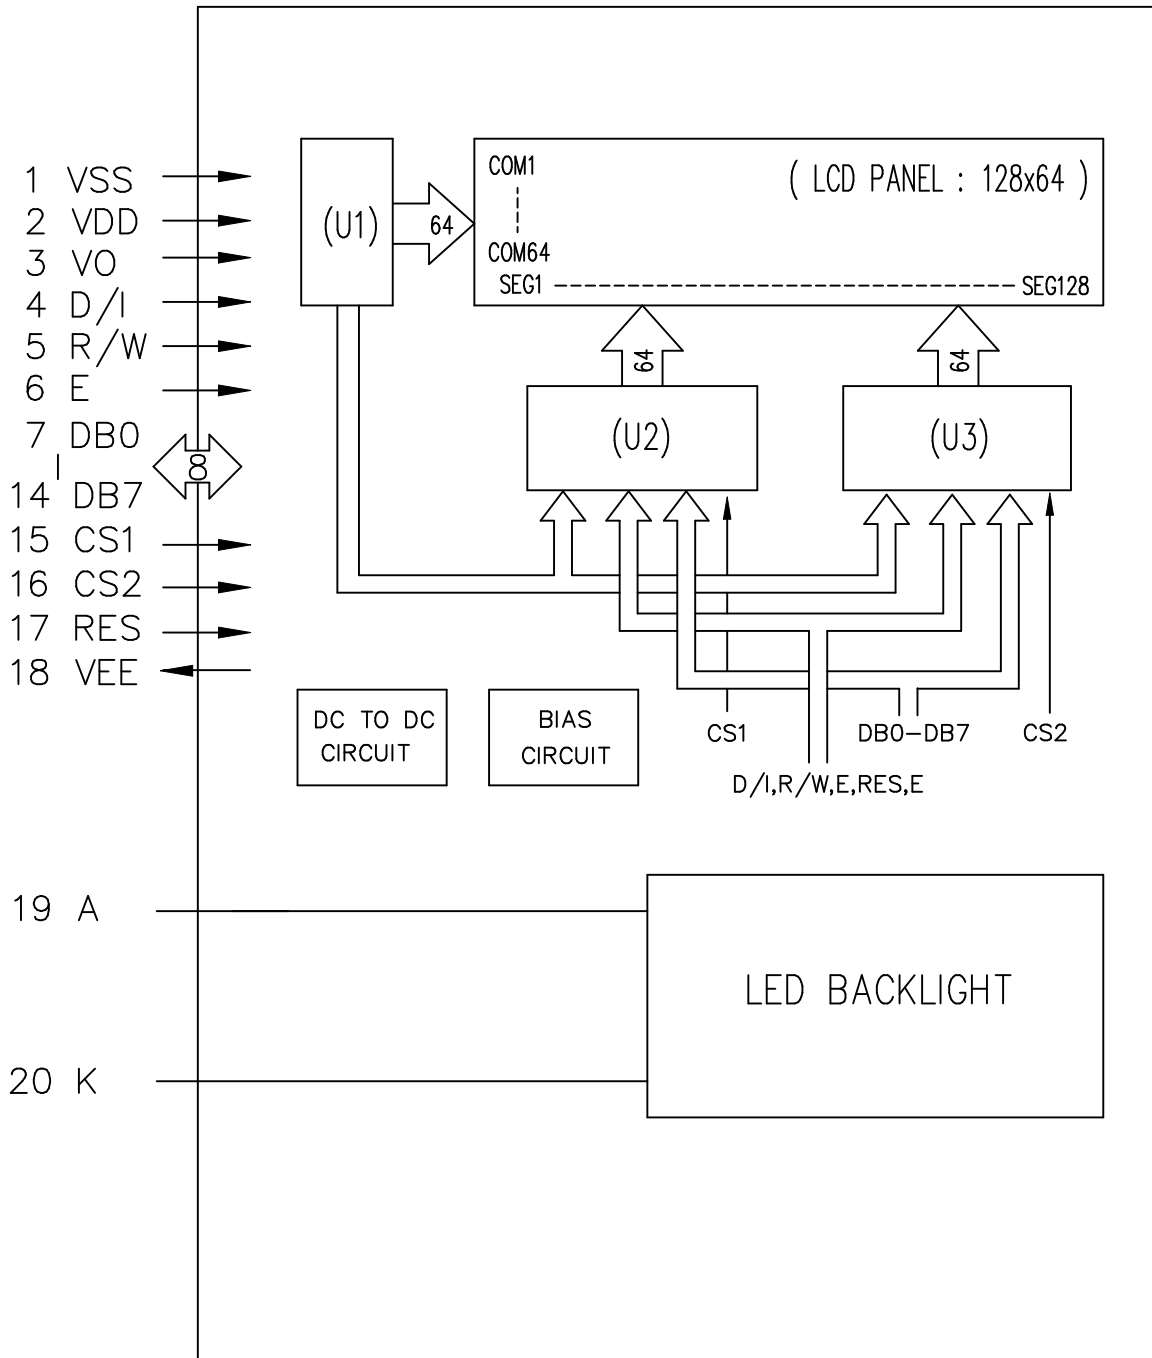 1 VSS
2 VDD
3 VO
4 D/I
5 R/W
6 E
7 DB0
14 DB7
8
15 CS1
16 CS2
17 RES
18 VEE
19 A
20 K
(U1)
64
COM1
COM64
( LCD PANEL : 128x64 )
SEG1
SEG128
64
64
(U2)
(U3)
DC TO DC
CIRCUIT
BIAS
CIRCUIT
CS1
DB0-DB7
CS2
D/I,R/W,E,RES,E
LED BACKLIGHT